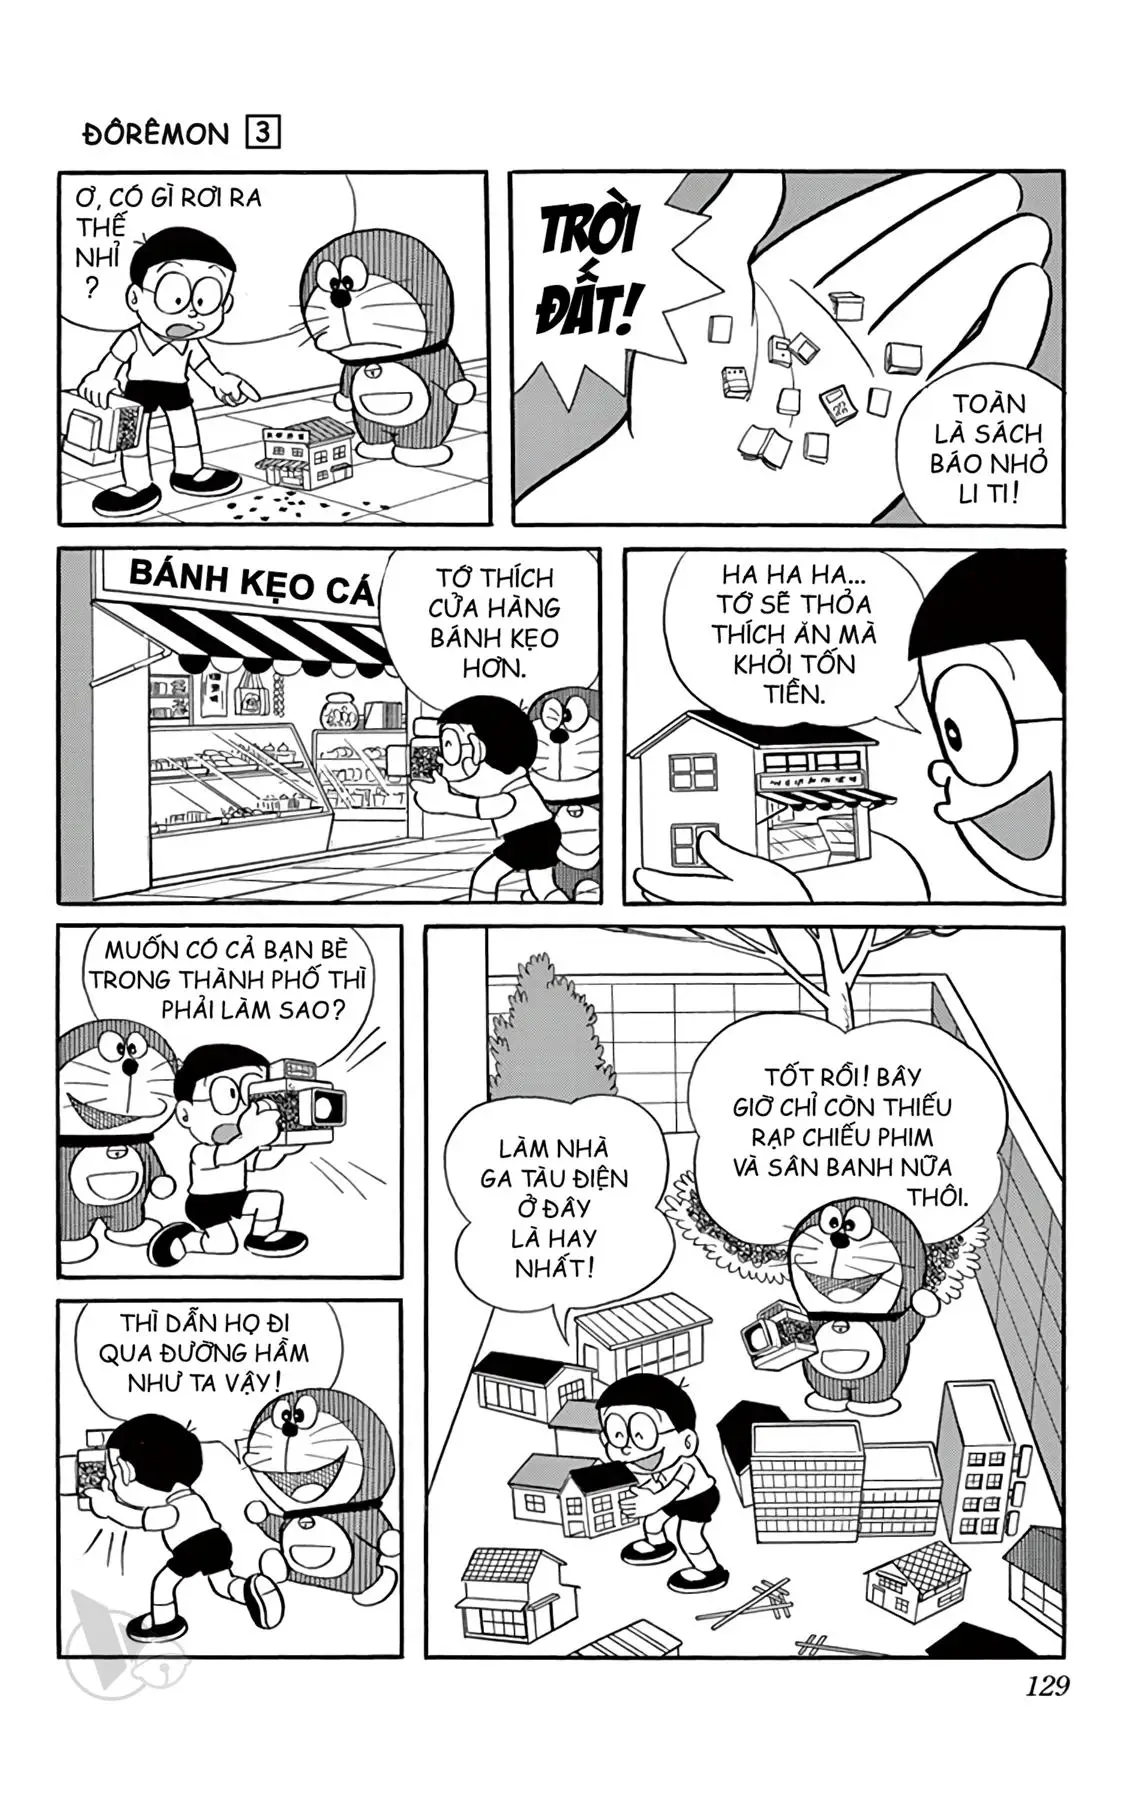 ĐÔRÊMON 3
Ơ, CÓ GÌ RƠI RA
THẾ
NHỈ
?
TRỜI
ĐẤT!
TOÀN
LÀ SÁCH
BÁO NHỎ
LI TI!
BÁNH KẸO CÁ
TỚ THÍCH
CỬA HÀNG
BÁNH KẸO
HƠN.
HA HA HA...
TỚ SẼ THỎA
THÍCH ĂN MÀ
KHỎI TỐN
TIỀN.
MUỐN CÓ CẢ BẠN BÈ
TRONG THÀNH PHỐ THÌ
PHẢI LÀM SAO?
THÌ DẪN HỌ ĐI
QUA ĐƯỜNG HẦM
NHƯ TA VẬY!
TỐT RỒI! BÂY
GIỜ CHỈ CÒN THIẾU
RẠP CHIẾU PHIM
VÀ SÂN BANH NỮA
THÔI.
LÀM NHÀ
GA TÀU ĐIỆN
Ở ĐÂY
LÀ HAY
NHẤT!
129